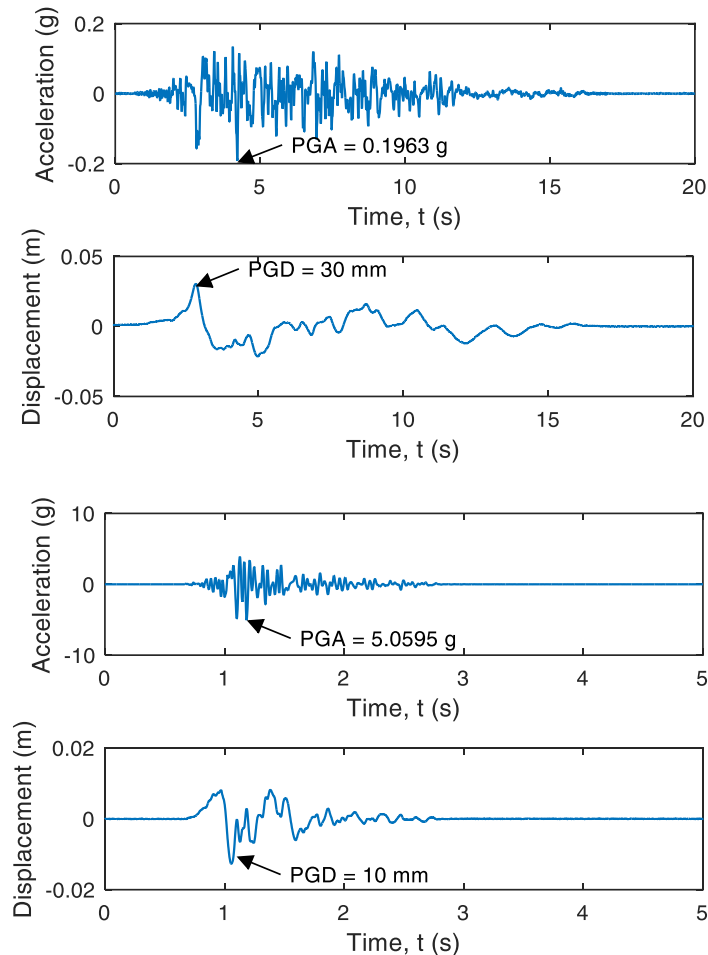 Acceleration (g)
0.2
0
-0.2
PGA = 0.1963 g
0 5 10 15 20
Time, t (s)
Displacement (m)
0.05
0
-0.05
PGD = 30 mm
0 5 10 15 20
Time, t (s)
Acceleration (g)
10
0
-10
PGA = 5.0595 g
0 1 2 3 4 5
Time, t (s)
Displacement (m)
0.02
0
-0.02
PGD = 10 mm
0 1 2 3 4 5
Time, t (s)